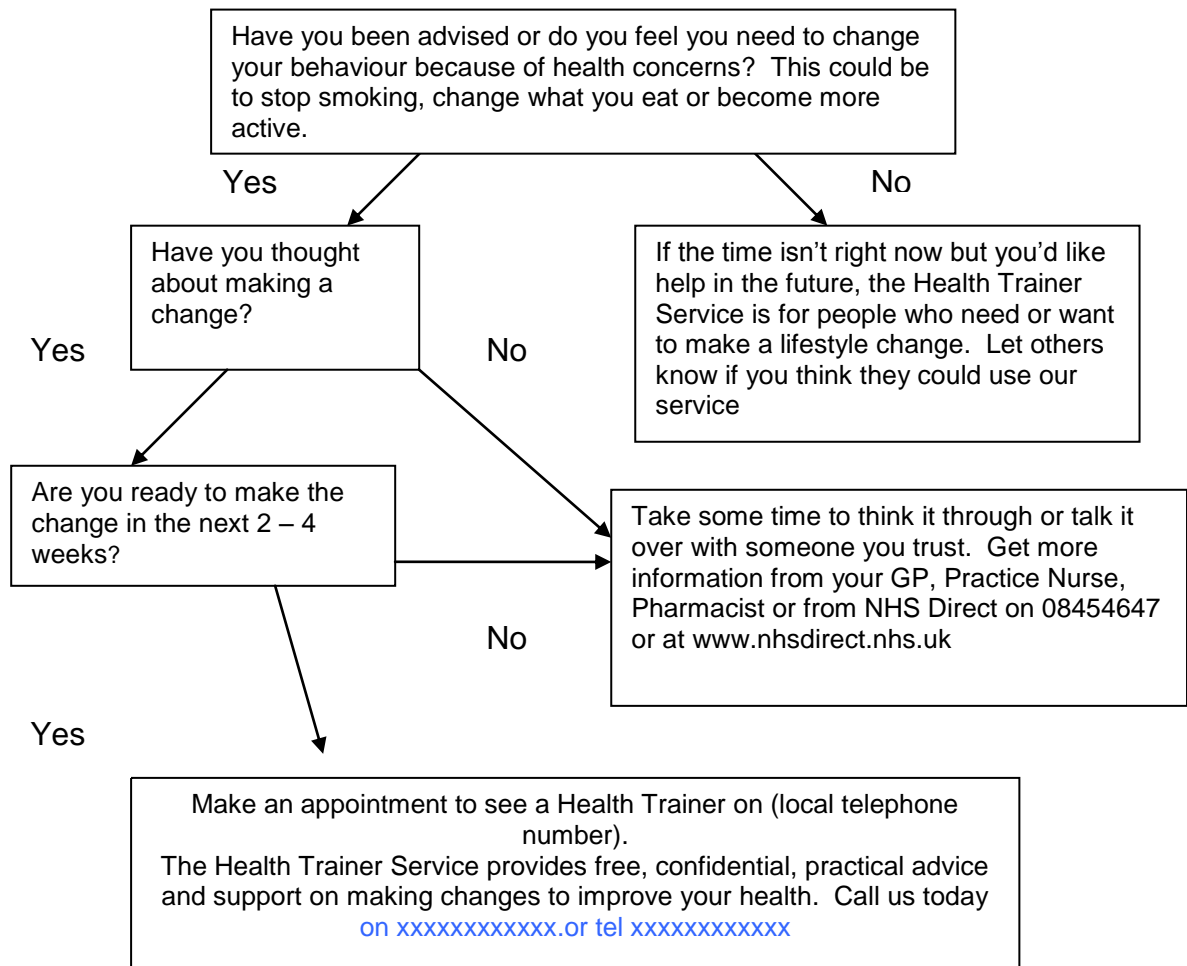 Have you been advised or do you feel you need to change
your behaviour because of health concerns?  This could be
to stop smoking, change what you eat or become more
active.
Yes
No
Have you thought
about making a
change?
If the time isn't right now but you'd like
help in the future, the Health Trainer
Service is for people who need or want
to make a lifestyle change.  Let others
know if you think they could use our
service
Yes
No
Are you ready to make the
change in the next 2 – 4
weeks?
Take some time to think it through or talk it
over with someone you trust.  Get more
information from your GP, Practice Nurse,
Pharmacist or from NHS Direct on 08454647
or at www.nhsdirect.nhs.uk
No
Yes
Make an appointment to see a Health Trainer on (local telephone
number).
The Health Trainer Service provides free, confidential, practical advice
and support on making changes to improve your health.  Call us today
on xxxxxxxxxxxx.or tel xxxxxxxxxxxx